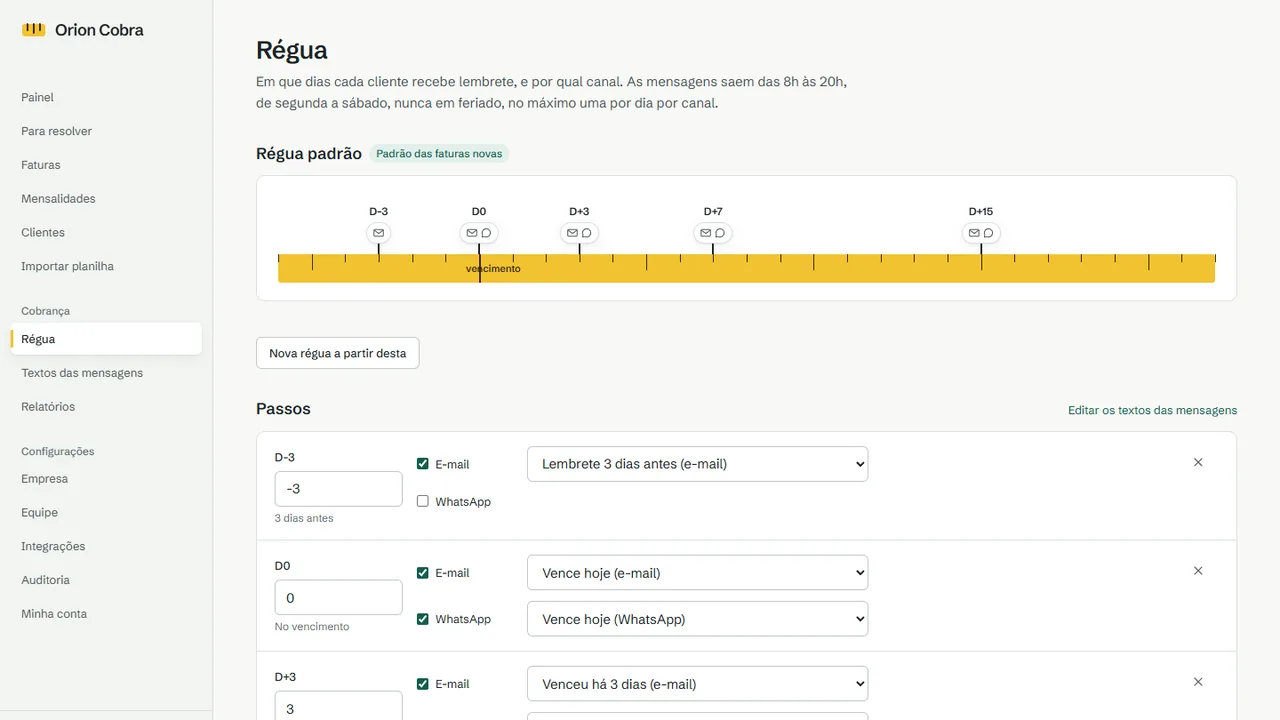 Orion Cobra
Painel
Para resolver
Faturas
Mensalidades
Clientes
Importar planilha
Cobrança
Régua
Textos das mensagens
Relatórios
Configurações
Empresa
Equipe
Integrações
Auditoria
Minha conta
Régua
Em que dias cada cliente recebe lembrete, e por qual canal. As mensagens saem das 8h às 20h,
de segunda a sábado, nunca em feriado, no máximo uma por dia por canal.
Régua padrão Padrão das faturas novas
D-3 D0 D+3 D+7 D+15
vencimento
Nova régua a partir desta
Passos Editar os textos das mensagens
D-3
-3
3 dias antes
E-mail Lembrete 3 dias antes (e-mail)
WhatsApp
D0
0
No vencimento
E-mail Vence hoje (e-mail)
WhatsApp Vence hoje (WhatsApp)
D+3
3
E-mail Venceu há 3 dias (e-mail)